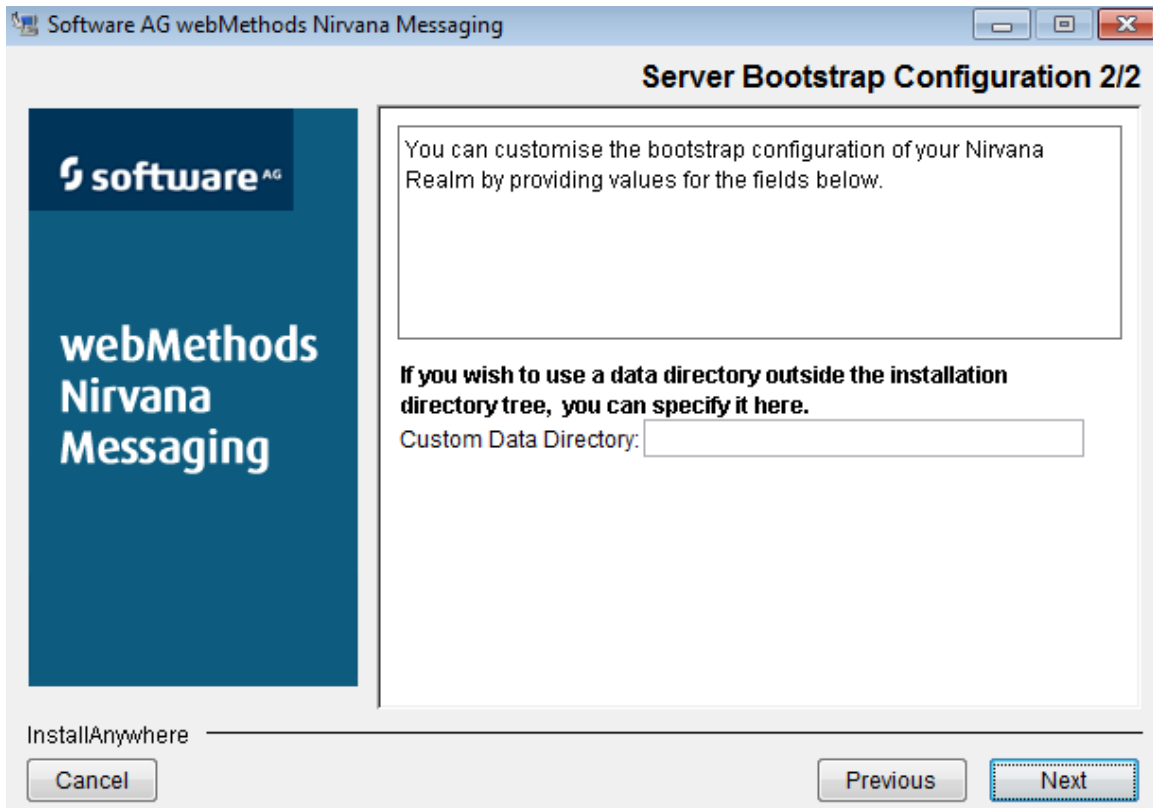 Software AG webMethods Nirvana Messaging
Server Bootstrap Configuration 2/2
software AG
webMethods
Nirvana
Messaging
You can customise the bootstrap configuration of your Nirvana
Realm by providing values for the fields below.
If you wish to use a data directory outside the installation
directory tree, you can specify it here.
Custom Data Directory:
InstallAnywhere
Cancel
Previous
Next